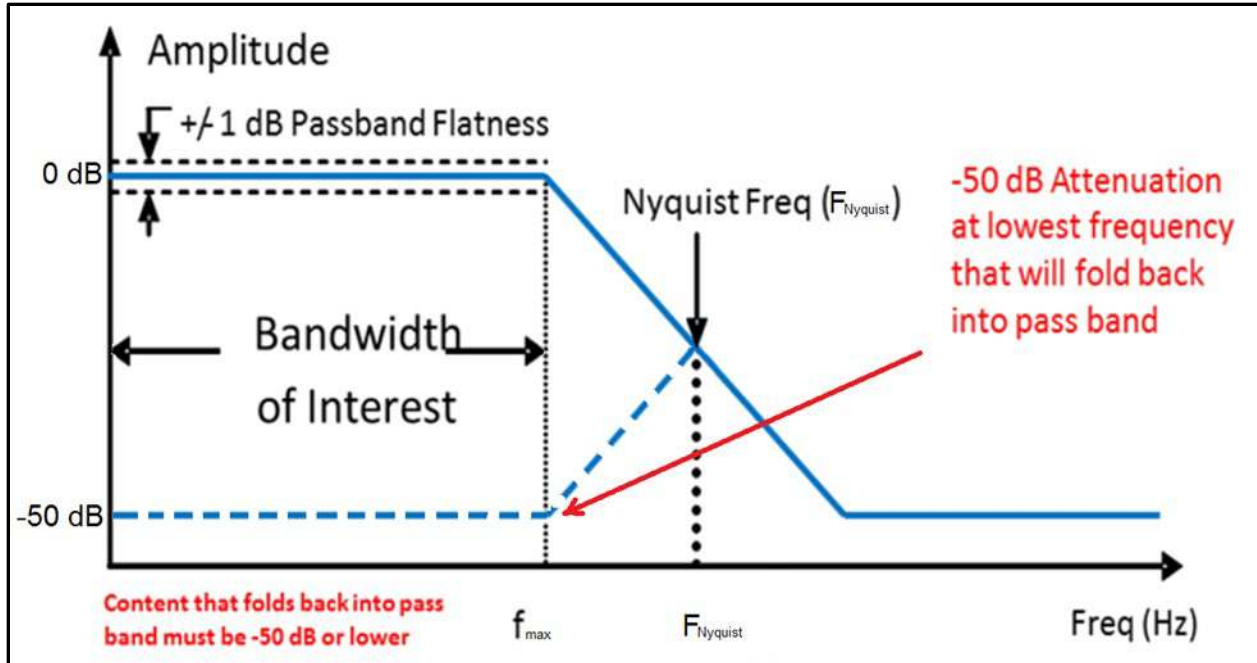 Amplitude
+/- 1 dB Passband Flatness
0 dB
Nyquist Freq (FNyquist)
-50 dB Attenuation
at lowest frequency
that will fold back
into pass band
Bandwidth
of Interest
-50 dB
Content that folds back into pass
band must be -50 dB or lower
fmax
FNyquist
Freq (Hz)